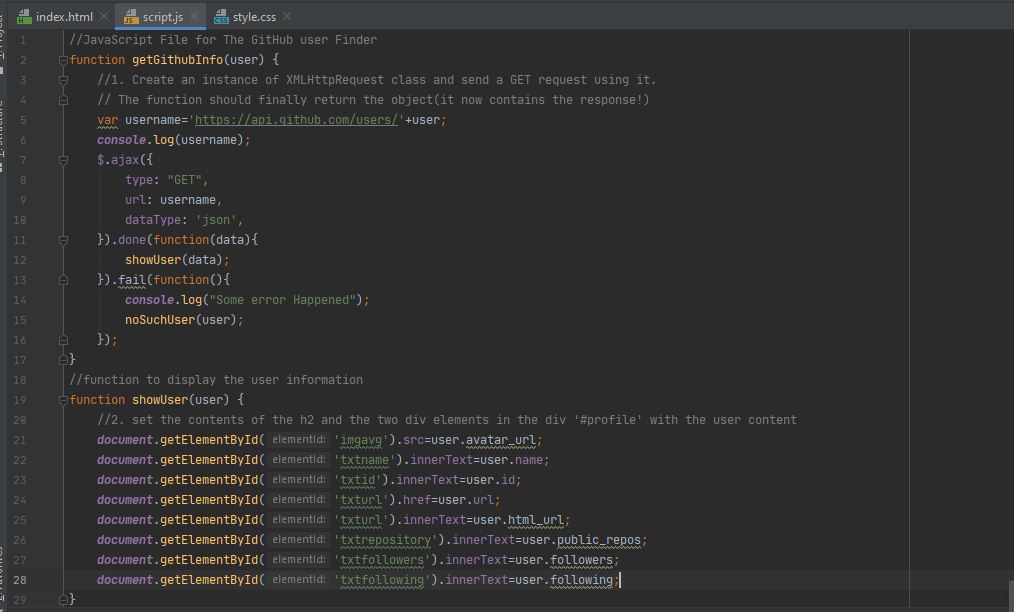 index.html script.js style.css
1 //JavaScript File for The GitHub user Finder
2 function getGithubInfo(user) {
3 //1. Create an instance of XMLHttpRequest class and send a GET request using it.
4 // The function should finally return the object(it now contains the response!)
5 var username='https://api.github.com/users/'+user;
6 console.log(username);
7 $.ajax({
8 type: "GET",
9 url: username,
10 dataType: 'json',
11 }).done(function(data){
12 showUser(data);
13 }).fail(function(){
14 console.log("Some error Happened");
15 noSuchUser(user);
16 });
17 }
18 //function to display the user information
19 function showUser(user) {
20 //2. set the contents of the h2 and the two div elements in the div '#profile' with the user content
21 document.getElementById( elementId: 'imgavg').src=user.avatar_url;
22 document.getElementById( elementId: 'txtname').innerText=user.name;
23 document.getElementById( elementId: 'txtid').innerText=user.id;
24 document.getElementById( elementId: 'txturl').href=user.url;
25 document.getElementById( elementId: 'txturl').innerText=user.html_url;
26 document.getElementById( elementId: 'txtrepository').innerText=user.public_repos;
27 document.getElementById( elementId: 'txtfollowers').innerText=user.followers;
28 document.getElementById( elementId: 'txtfollowing').innerText=user.following;
29 }